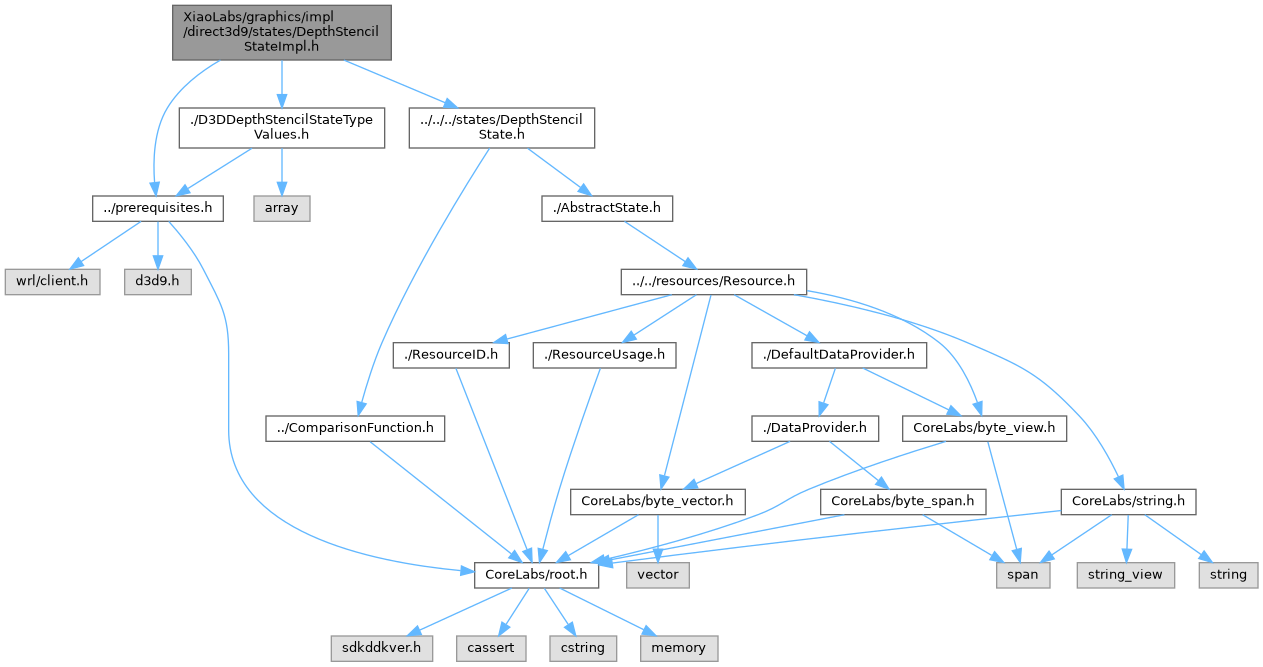 XiaoLabs/graphics/impl
/direct3d9/states/DepthStencil
StateImpl.h
./D3DDepthStencilStateType
Values.h
../../../states/DepthStencil
State.h
../prerequisites.h
array
./AbstractState.h
wrl/client.h
d3d9.h
../../resources/Resource.h
./ResourceID.h
./ResourceUsage.h
./DefaultDataProvider.h
../ComparisonFunction.h
./DataProvider.h
CoreLabs/byte_view.h
CoreLabs/byte_vector.h
CoreLabs/byte_span.h
CoreLabs/string.h
CoreLabs/root.h
vector
span
string_view
string
sdkddkver.h
cassert
cstring
memory